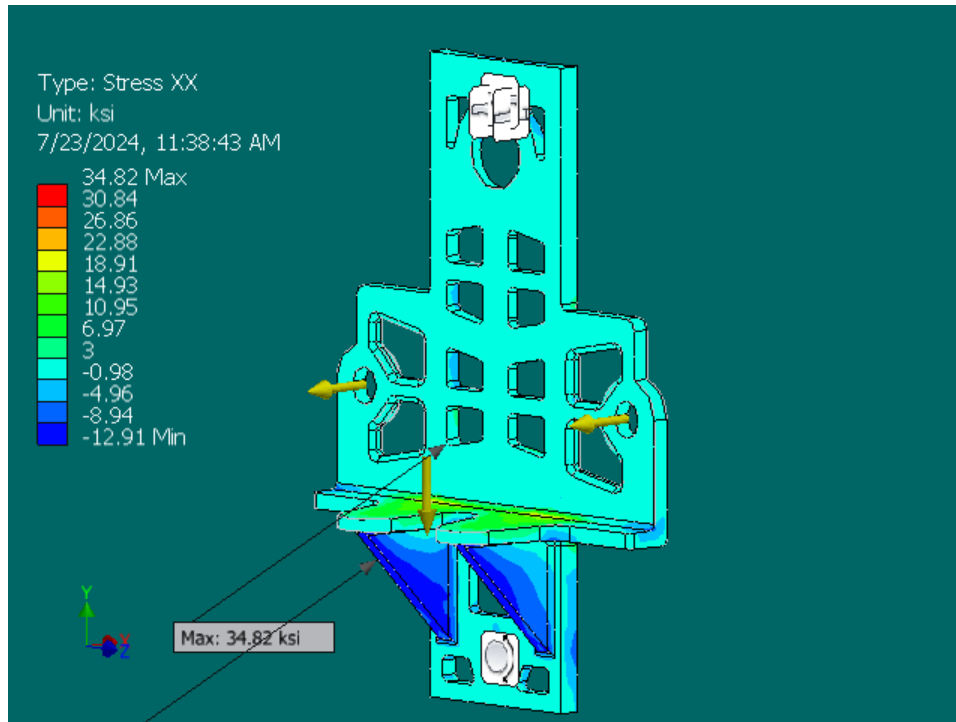 Type: Stress XX
Unit: ksi
7/23/2024, 11:38:43 AM
34.82 Max
30.84
26.86
22.88
18.91
14.93
10.95
6.97
3
-0.98
-4.96
-8.94
-12.91 Min
Y
X
Z
Max: 34.82 ksi